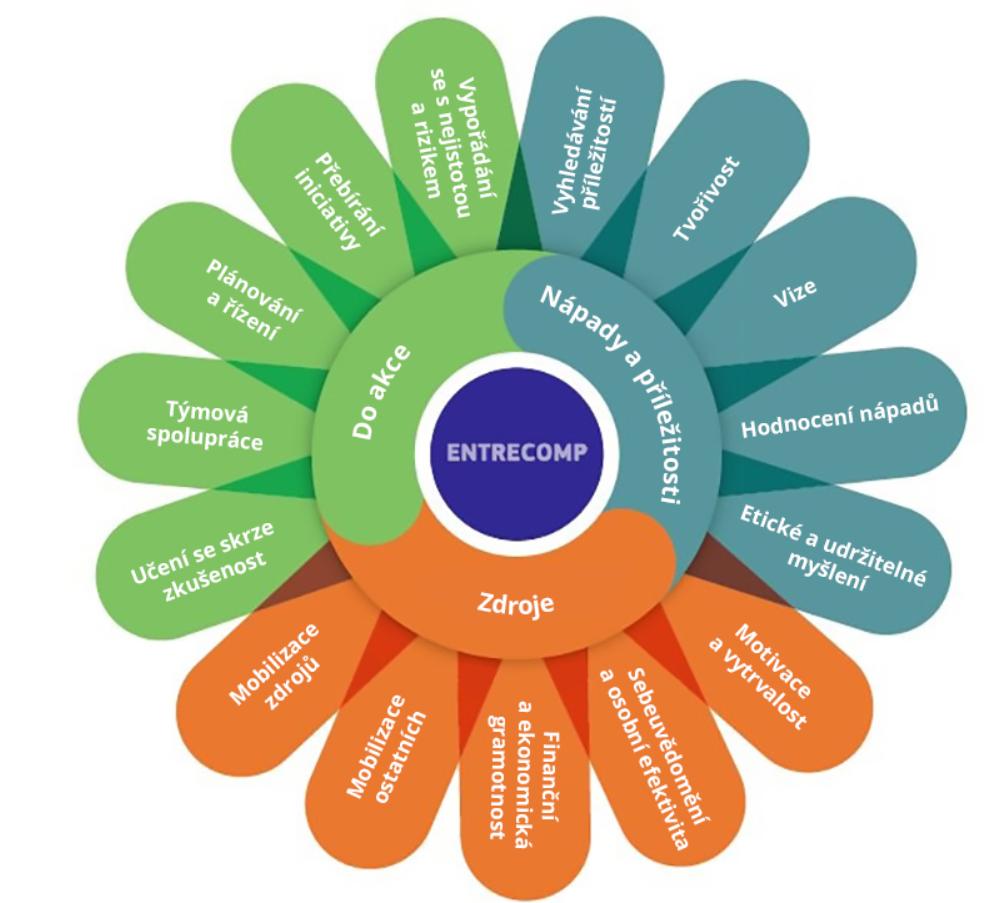 ENTRECOMP
Nápady a příležitosti
Vyhledávání
příležitostí
Tvořivost
Vize
Hodnocení nápadů
Etické a udržitelné
myšlení
Zdroje
Motivace
a vytrvalost
Sebeuvědomění
a osobní efektivita
Finanční
a ekonomická
gramotnost
Mobilizace
ostatních
Mobilizace
zdrojů
Do akce
Učení se skrze
zkušenost
Týmová
spolupráce
Plánování
a řízení
Přebírání
iniciativy
Vypořádání
se s nejistotou
a rizikem